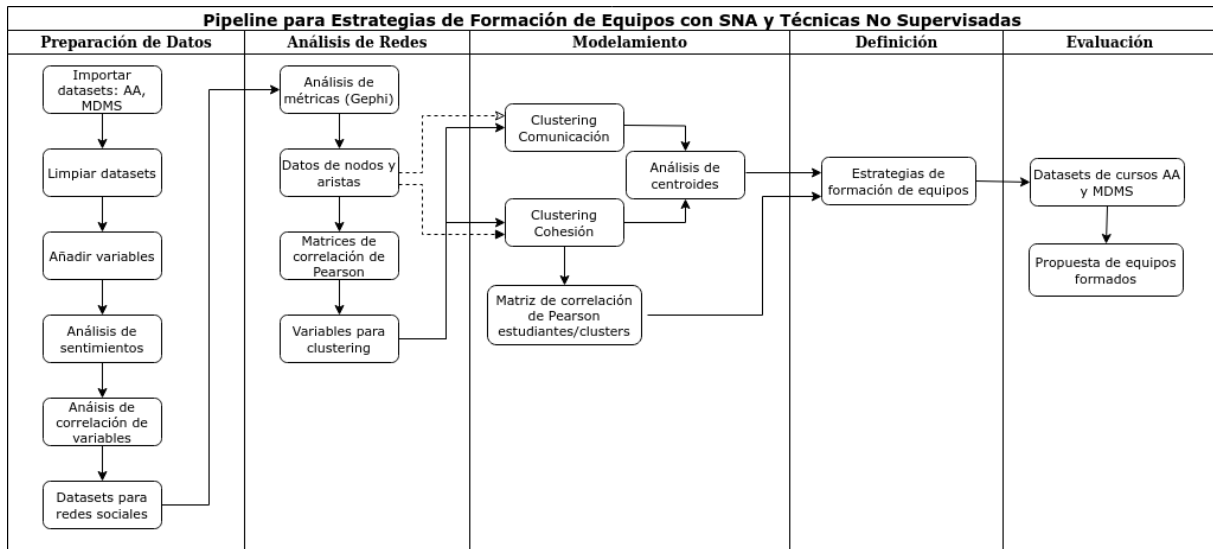 Pipeline para Estrategias de Formación de Equipos con SNA y Técnicas No Supervisadas
Preparación de Datos
Análisis de Redes
Modelamiento
Definición
Evaluación
Importar
datasets: AA,
MDMS
Limpiar datasets
Añadir variables
Análisis de
sentimientos
Anáisis de
correlación de
variables
Datasets para
redes sociales
Análisis de
métricas (Gephi)
Datos de nodos y
aristas
Matrices de
correlación de
Pearson
Variables para
clustering
Clustering
Comunicación
Análisis de
centroides
Clustering
Cohesión
Matriz de correlación
de Pearson
estudiantes/clusters
Estrategias de
formación de equipos
Datasets de cursos AA
y MDMS
Propuesta de equipos
formados